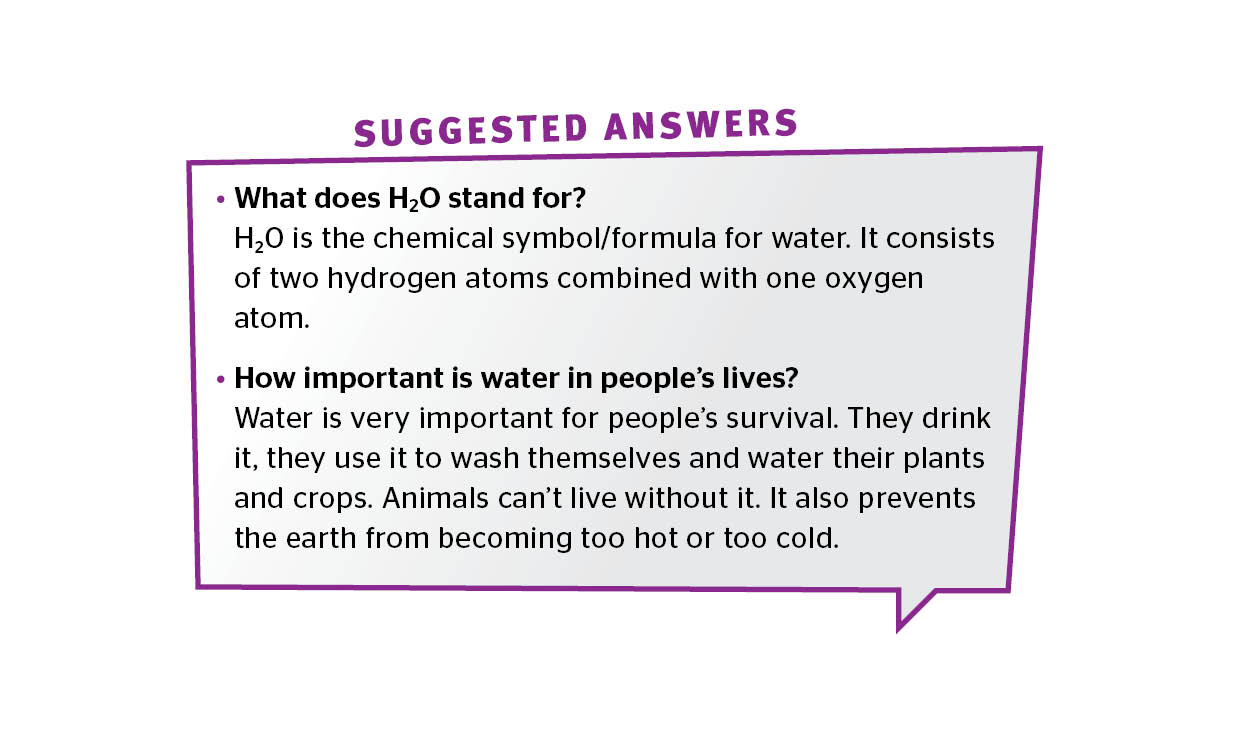 SUGGESTED ANSWERS
• What does H₂O stand for?
H₂O is the chemical symbol/formula for water. It consists
of two hydrogen atoms combined with one oxygen
atom.
• How important is water in people’s lives?
Water is very important for people’s survival. They drink
it, they use it to wash themselves and water their plants
and crops. Animals can’t live without it. It also prevents
the earth from becoming too hot or too cold.